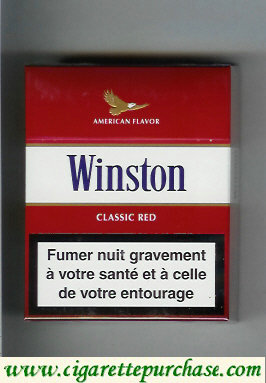 AMERICAN FLAVOR
Winston
CLASSIC RED
Fumer nuit gravement
à votre santé et à celle
de votre entourage
www.cigarettepurchase.com